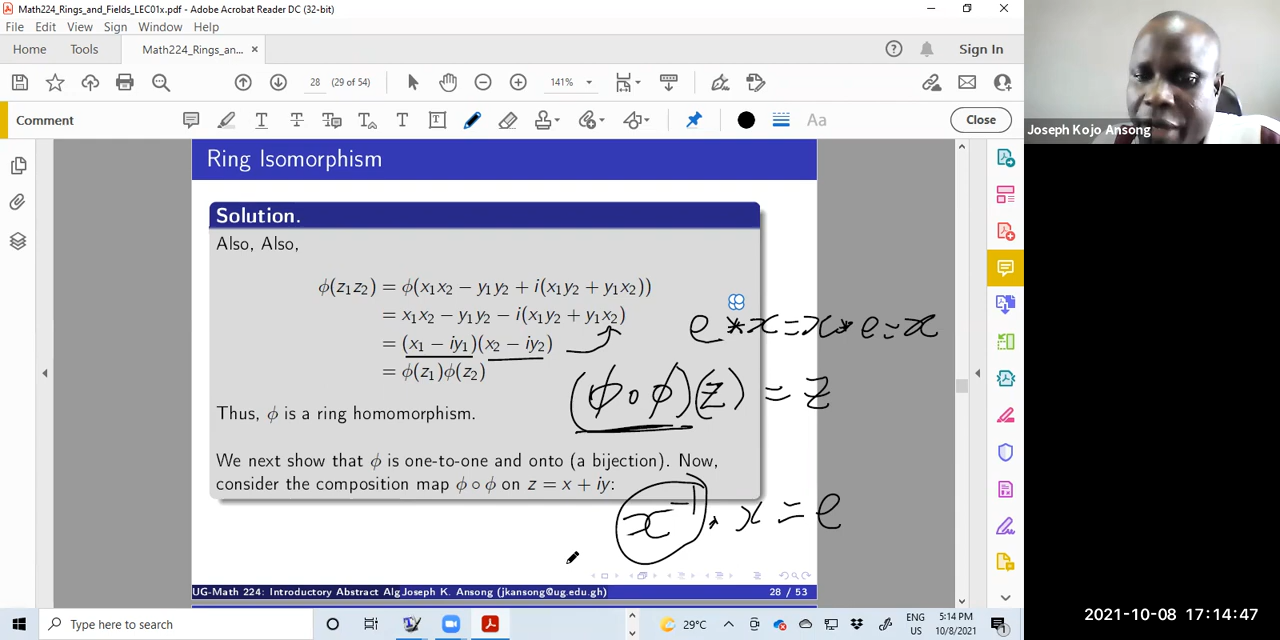 Math224_Rings_and_Fields_LEC01x.pdf - Adobe Acrobat Reader DC (32-bit)
File Edit View Sign Window Help
Home Tools Math224_Rings_an... × Sign In
28 (29 of 54) 141%
Comment Aa Close
Joseph Kojo Ansong
Ring Isomorphism
Solution.
Also, Also,
ϕ(z₁z₂) = ϕ(x₁x₂ − y₁y₂ + i(x₁y₂ + y₁x₂))
= x₁x₂ − y₁y₂ − i(x₁y₂ + y₁x₂)
e * x = x * e = x
= (x₁ − iy₁)(x₂ − iy₂)
= ϕ(z₁)ϕ(z₂)
(ϕ ∘ ϕ)(z) = z
Thus, ϕ is a ring homomorphism.
We next show that ϕ is one-to-one and onto (a bijection). Now,
consider the composition map ϕ ∘ ϕ on z = x + iy:
x⁻¹ * x = e
UG-Math 224: Introductory Abstract Alg Joseph K. Ansong (jkansong@ug.edu.gh) 28 / 53
2021-10-08 17:14:47
Type here to search 29°C ENG US 5:14 PM 10/8/2021